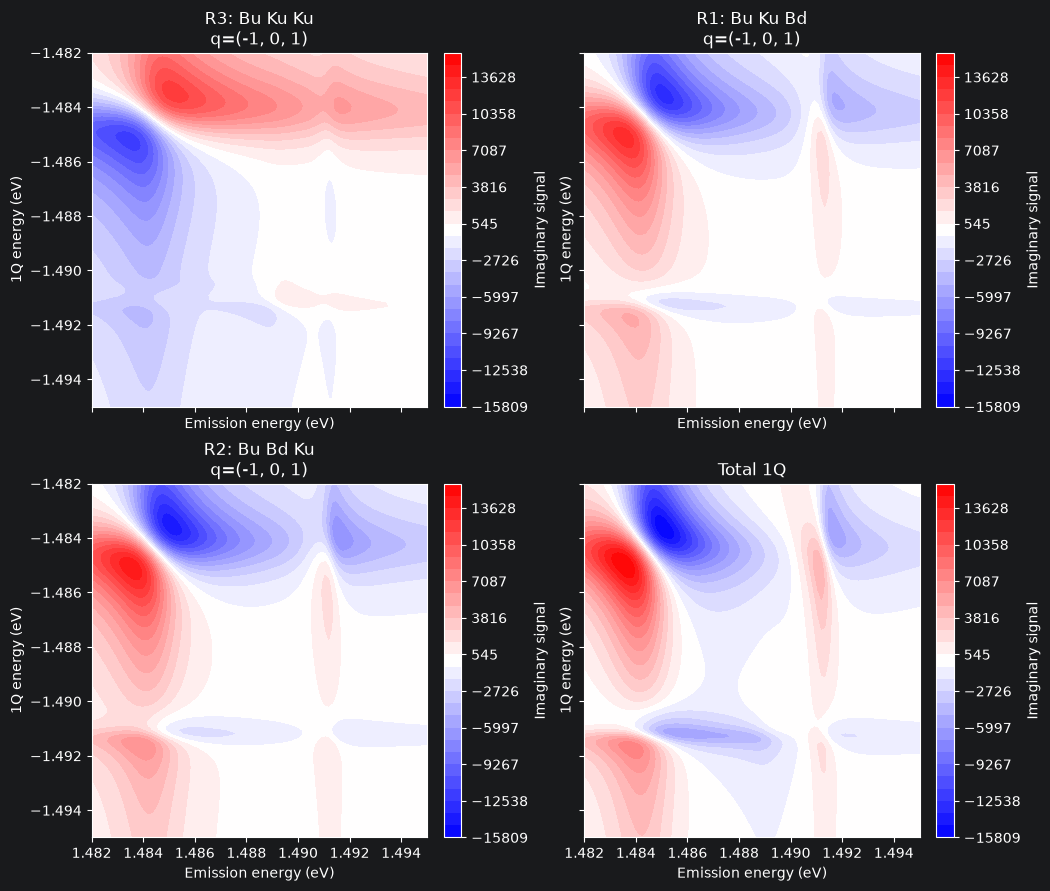 R3: Bu Ku Ku
q=(-1, 0, 1)
−1.482
−1.484
−1.486
−1.488
−1.490
−1.492
−1.494
1Q energy (eV)
Emission energy (eV)
13628
10358
7087
3816
545
−2726
−5997
−9267
−12538
−15809
Imaginary signal
R1: Bu Ku Bd
q=(-1, 0, 1)
1Q energy (eV)
Emission energy (eV)
13628
10358
7087
3816
545
−2726
−5997
−9267
−12538
−15809
Imaginary signal
R2: Bu Bd Ku
q=(-1, 0, 1)
−1.482
−1.484
−1.486
−1.488
−1.490
−1.492
−1.494
1Q energy (eV)
1.482 1.484 1.486 1.488 1.490 1.492 1.494
Emission energy (eV)
13628
10358
7087
3816
545
−2726
−5997
−9267
−12538
−15809
Imaginary signal
Total 1Q
1Q energy (eV)
1.482 1.484 1.486 1.488 1.490 1.492 1.494
Emission energy (eV)
13628
10358
7087
3816
545
−2726
−5997
−9267
−12538
−15809
Imaginary signal